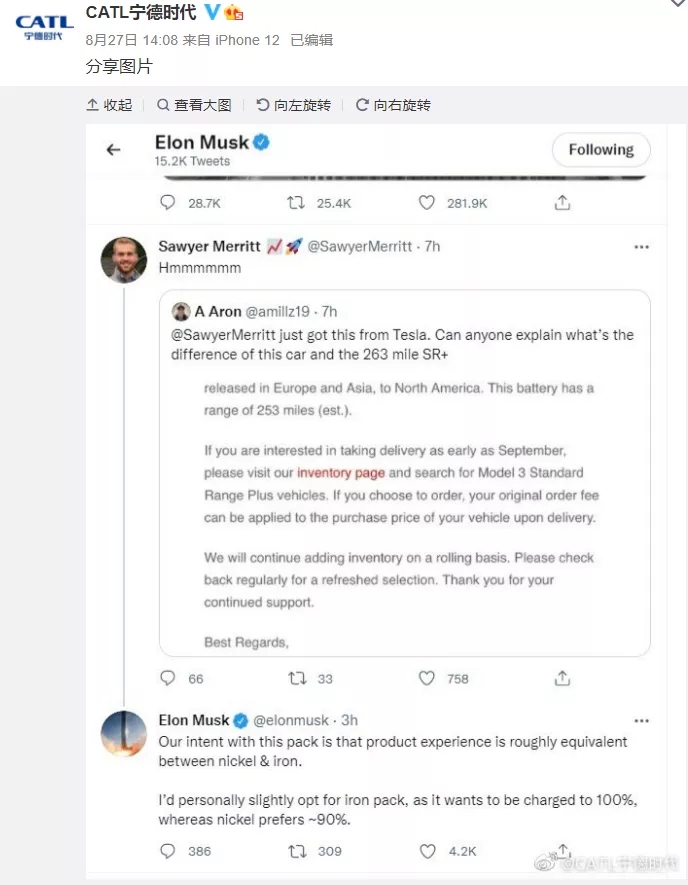 CATL
宁德时代
CATL宁德时代
8月27日 14:08 来自 iPhone 12 已编辑
分享图片
收起 查看大图 向左旋转 向右旋转
Elon Musk
15.2K Tweets
Following
28.7K 25.4K 281.9K
Sawyer Merritt 📈🚀 @SawyerMerritt · 7h
Hmmmmmm
A Aron @amillz19 · 7h
@SawyerMerritt just got this from Tesla. Can anyone explain what's the
difference of this car and the 263 mile SR+
released in Europe and Asia, to North America. This battery has a
range of 253 miles (est.).
If you are interested in taking delivery as early as September,
please visit our inventory page and search for Model 3 Standard
Range Plus vehicles. If you choose to order, your original order fee
can be applied to the purchase price of your vehicle upon delivery.
We will continue adding inventory on a rolling basis. Please check
back regularly for a refreshed selection. Thank you for your
continued support.
Best Regards,
66 33 758
Elon Musk @elonmusk · 3h
Our intent with this pack is that product experience is roughly equivalent
between nickel & iron.
I'd personally slightly opt for iron pack, as it wants to be charged to 100%,
whereas nickel prefers ~90%.
386 309 4.2K
@CATL宁德时代